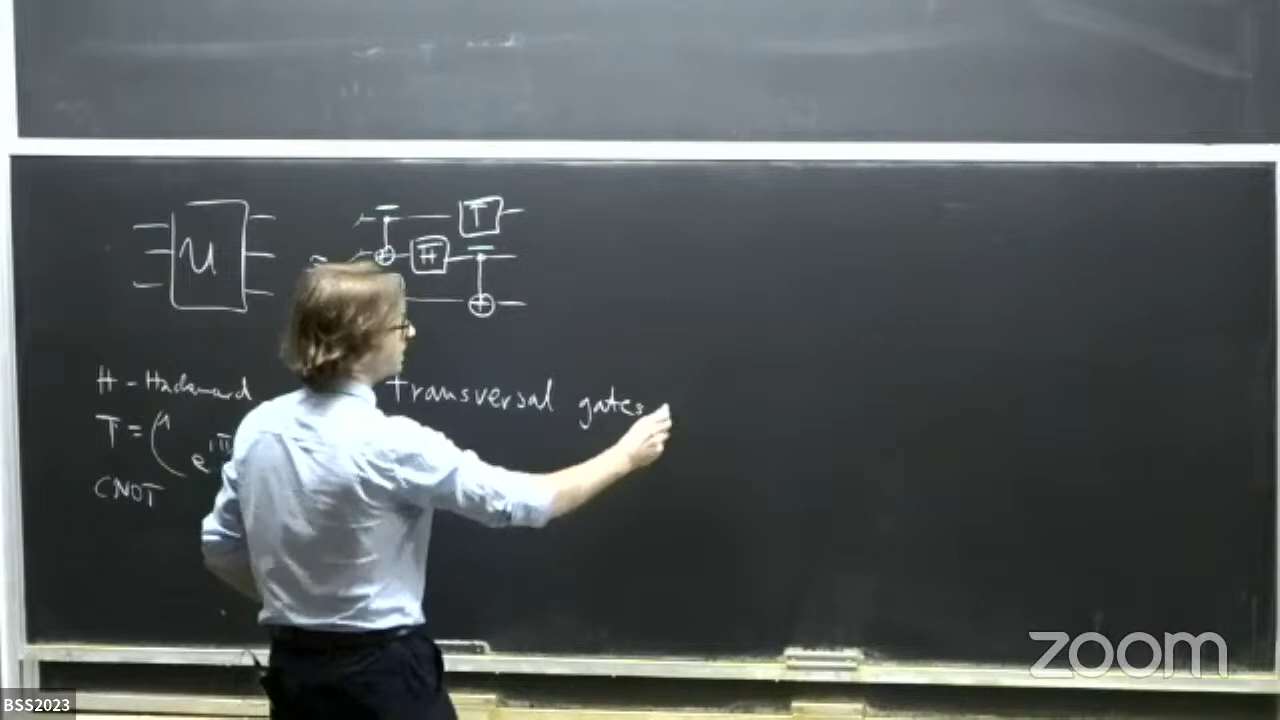 U ~ T
H
H - Hadamard transversal gates
T = ( 1 e^iπ
CNOT
zoom
BSS2023